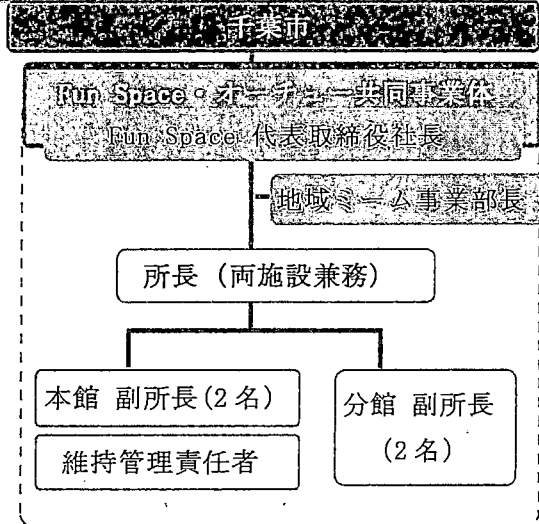 千葉市
Fun Space・オーチュー共同事業体
Fun Space 代表取締役社長
地域ミーム事業部長
所長（両施設兼務）
本館 副所長(2名)
維持管理責任者
分館 副所長
(2名)